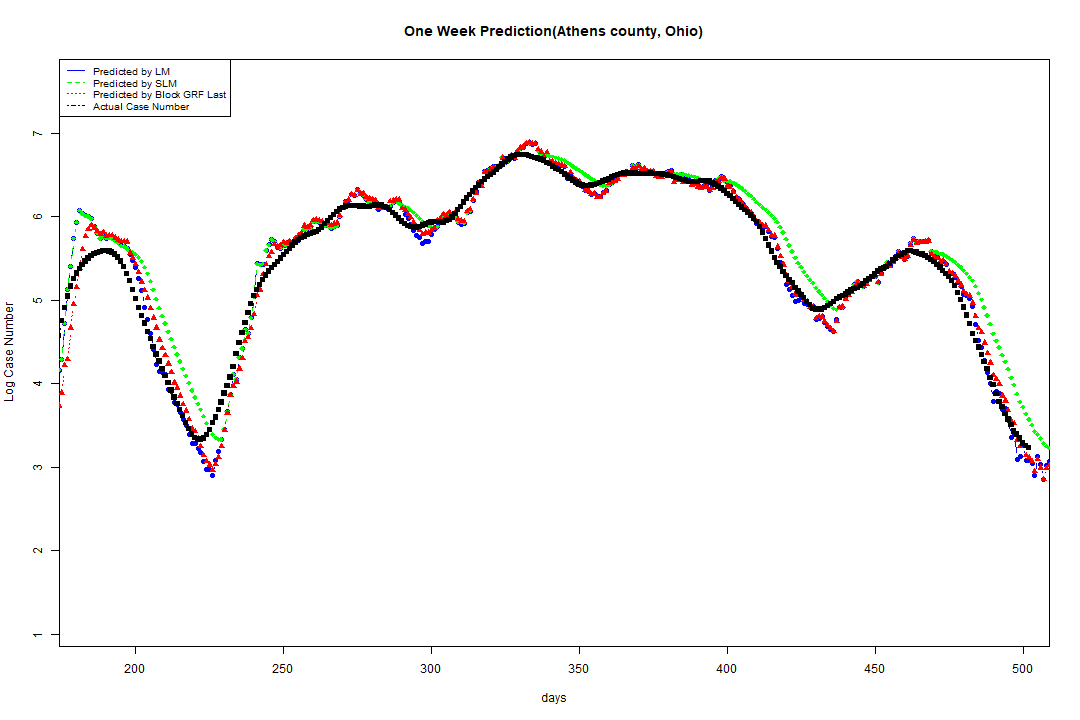 One Week Prediction(Athens county, Ohio)
Predicted by LM
Predicted by SLM
Predicted by Block GRF Last
Actual Case Number
Log Case Number
7
6
5
4
3
2
1
200 250 300 350 400 450 500
days